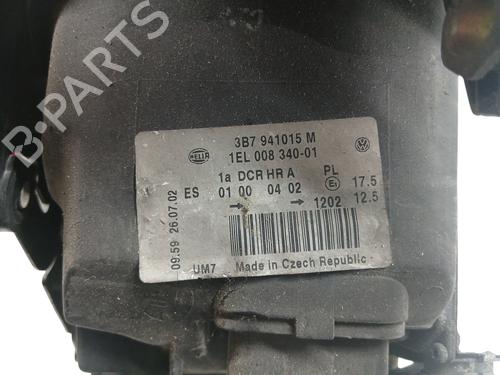 3B7 941015 M
HELLA 1EL 008 340-01
1a DCR HR A PL
ES 01 00 04 02 E1 17.5
1202 12.5
09:59 26.07.02
UM7 Made in Czech Republic
B-PARTS